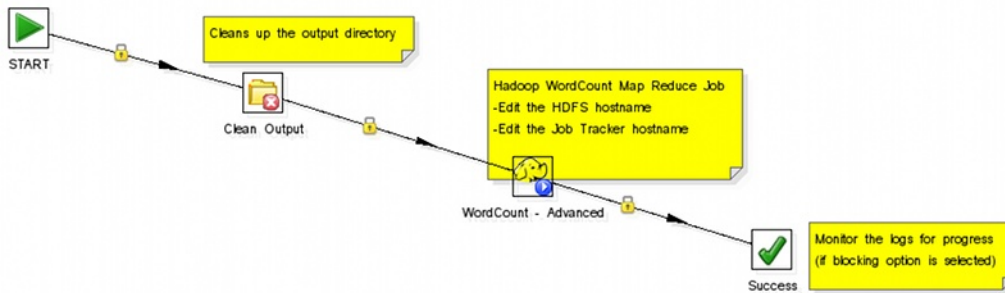 START
Cleans up the output directory
Clean Output
Hadoop WordCount Map Reduce Job
-Edit the HDFS hostname
-Edit the Job Tracker hostname
WordCount - Advanced
Success
Monitor the logs for progress
(if blocking option is selected)